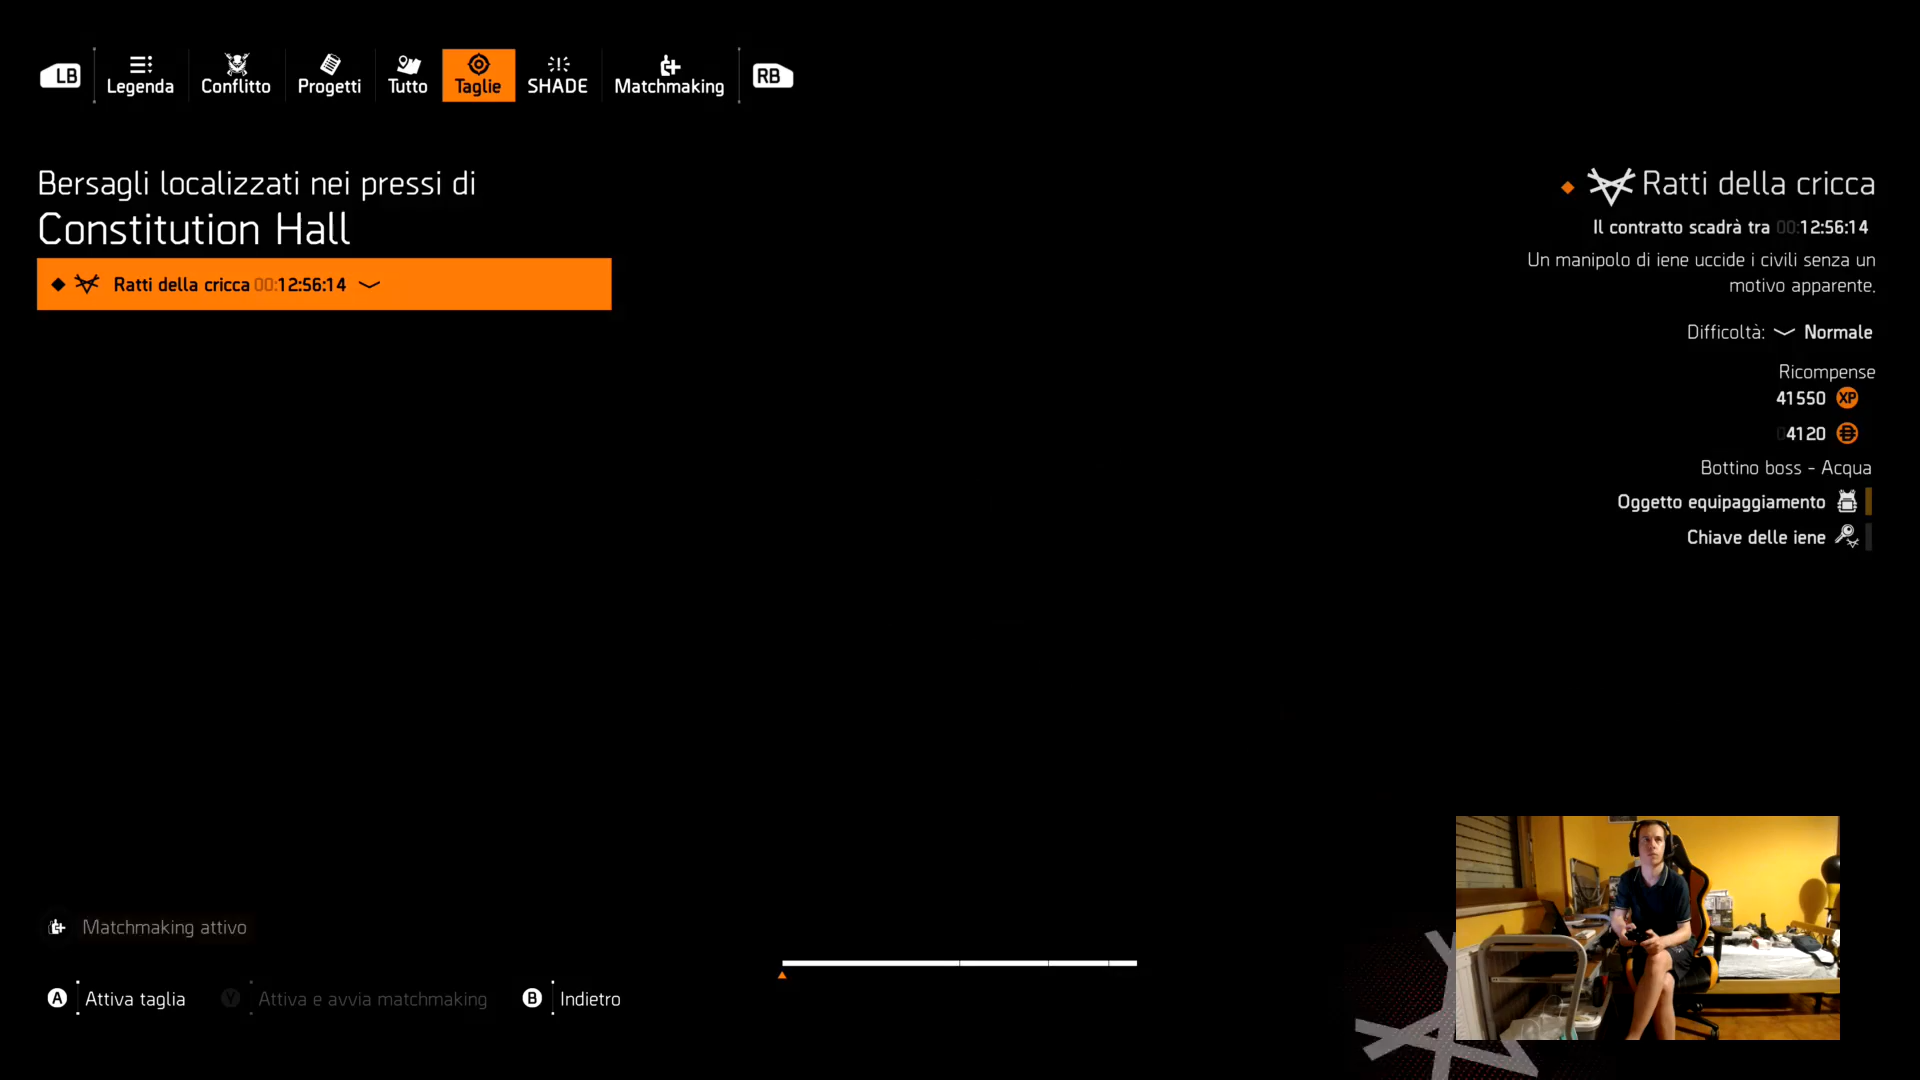 LB
Legenda
Conflitto
Progetti
Tutto
Taglie
SHADE
Matchmaking
RB
Bersagli localizzati nei pressi di
Constitution Hall
Ratti della cricca 00:12:56:14
Ratti della cricca
Il contratto scadrà tra 00:12:56:14
Un manipolo di iene uccide i civili senza un
motivo apparente.
Difficoltà: Normale
Ricompense
41550 XP
04120
Bottino boss - Acqua
Oggetto equipaggiamento
Chiave delle iene
Matchmaking attivo
A Attiva taglia
Y Attiva e avvia matchmaking
B Indietro